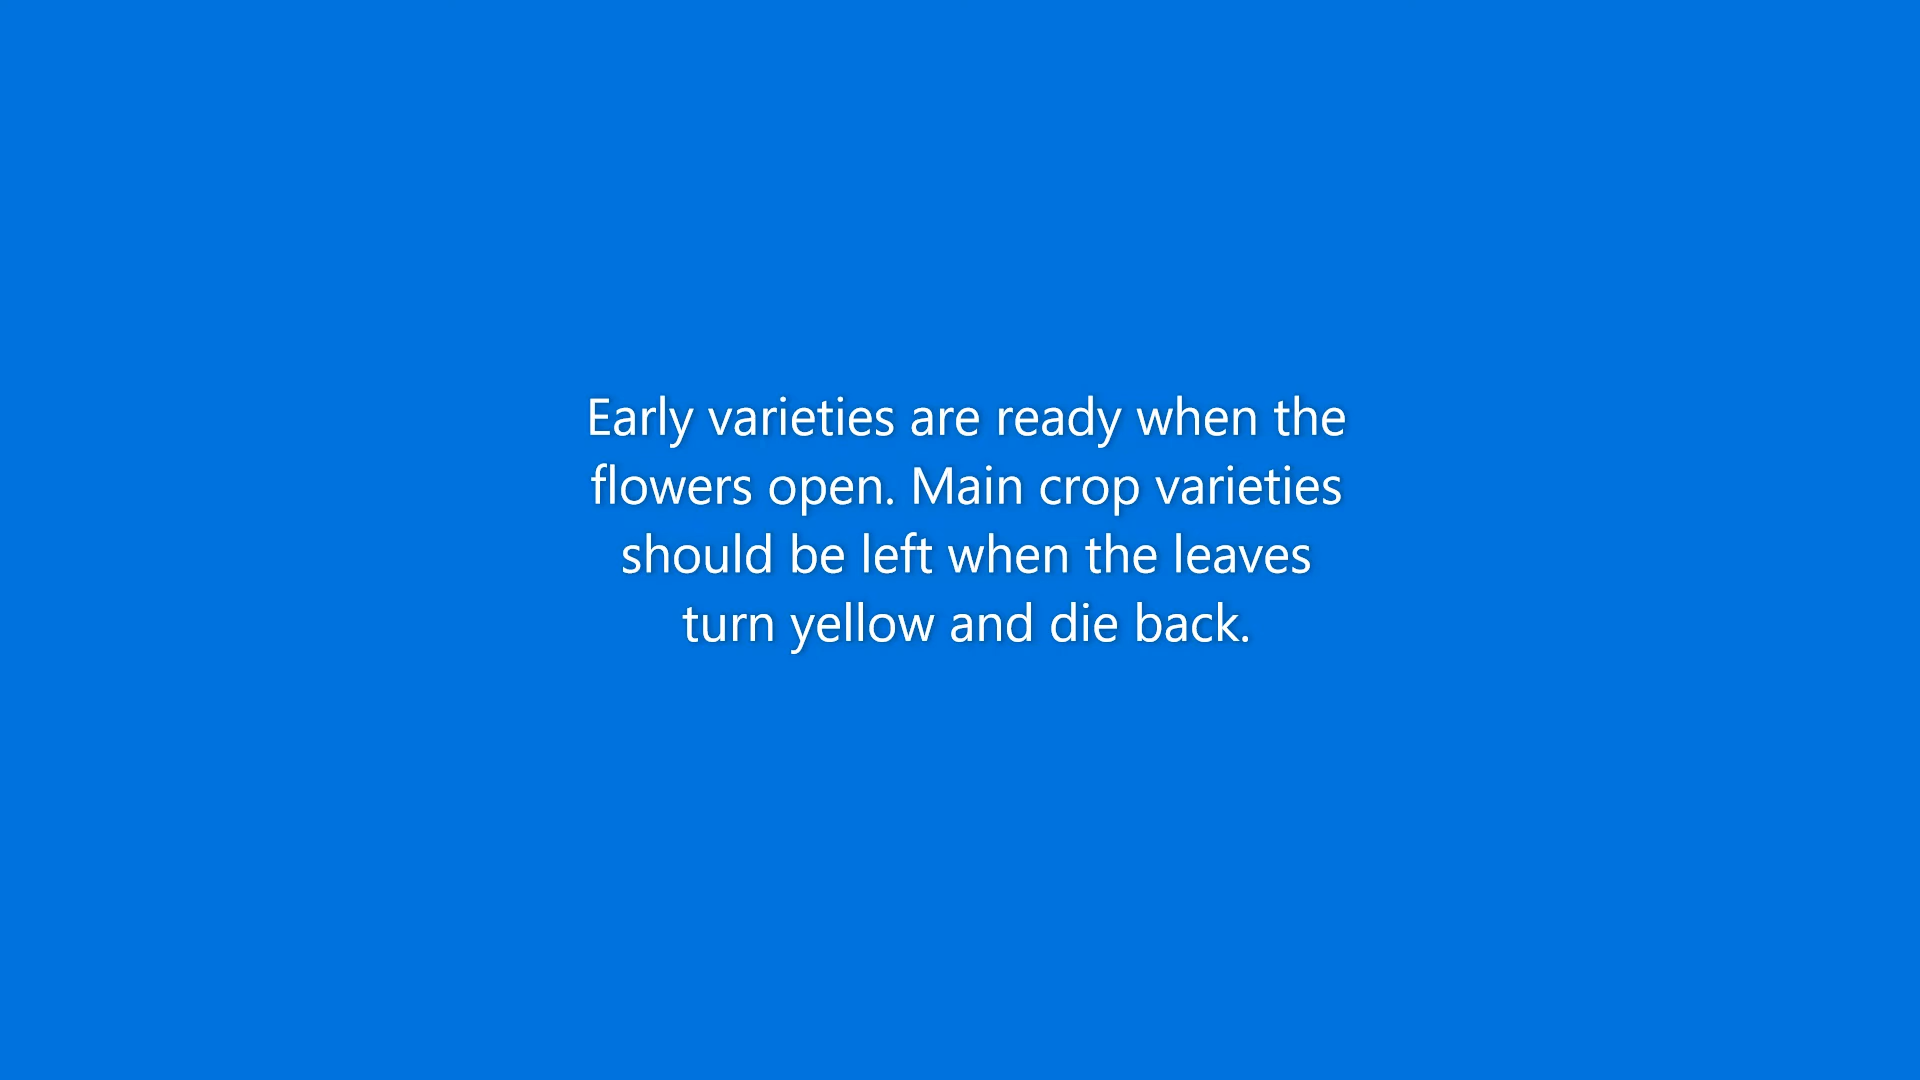 Early varieties are ready when the
flowers open. Main crop varieties
should be left when the leaves
turn yellow and die back.